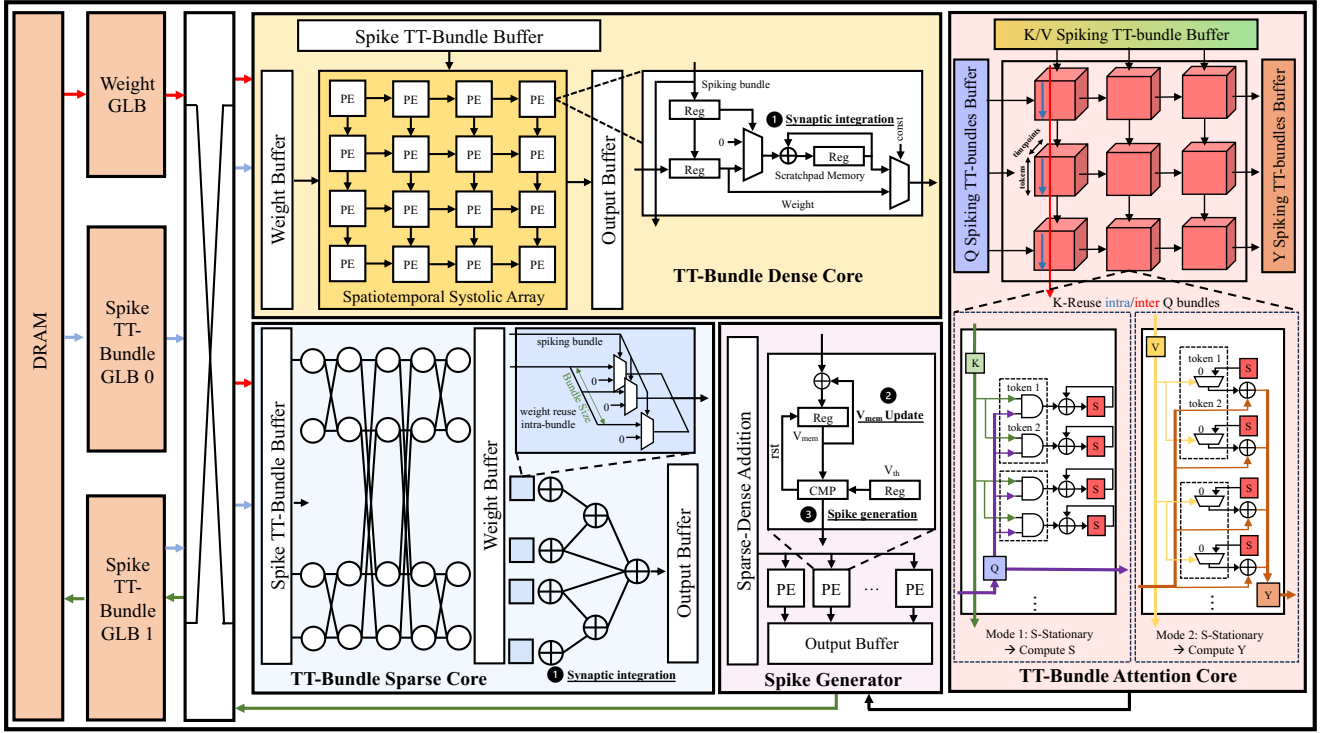 DRAM
Weight
GLB
Spike
TT-
Bundle
GLB 0
Spike
TT-
Bundle
GLB 1
Spike TT-Bundle Buffer
Weight Buffer
PE PE PE PE
PE PE PE PE
PE PE PE PE
PE PE PE PE
Spatiotemporal Systolic Array
Output Buffer
Spiking bundle
Reg
1 Synaptic integration
const
0
Reg
Reg
Scratchpad Memory
Weight
TT-Bundle Dense Core
Spike TT-Bundle Buffer
Weight Buffer
spiking bundle
0
Bundle Size
0
weight reuse
intra-bundle
0
Output Buffer
1 Synaptic integration
TT-Bundle Sparse Core
Sparse-Dense Addition
2
Vmem Update
Reg
Vmem
rst
Vth
CMP
Reg
3 Spike generation
PE PE ... PE
Output Buffer
Spike Generator
K/V Spiking TT-bundle Buffer
Q Spiking TT-bundles Buffer
timepoints
tokens
Y Spiking TT-bundles Buffer
K-Reuse intra/inter Q bundles
K
token 1
S
token 2
S
S
S
Q
...
Mode 1: S-Stationary
→ Compute S
V
token 1
0
S
token 2
0
S
0
S
0
S
Y
...
Mode 2: S-Stationary
→ Compute Y
TT-Bundle Attention Core